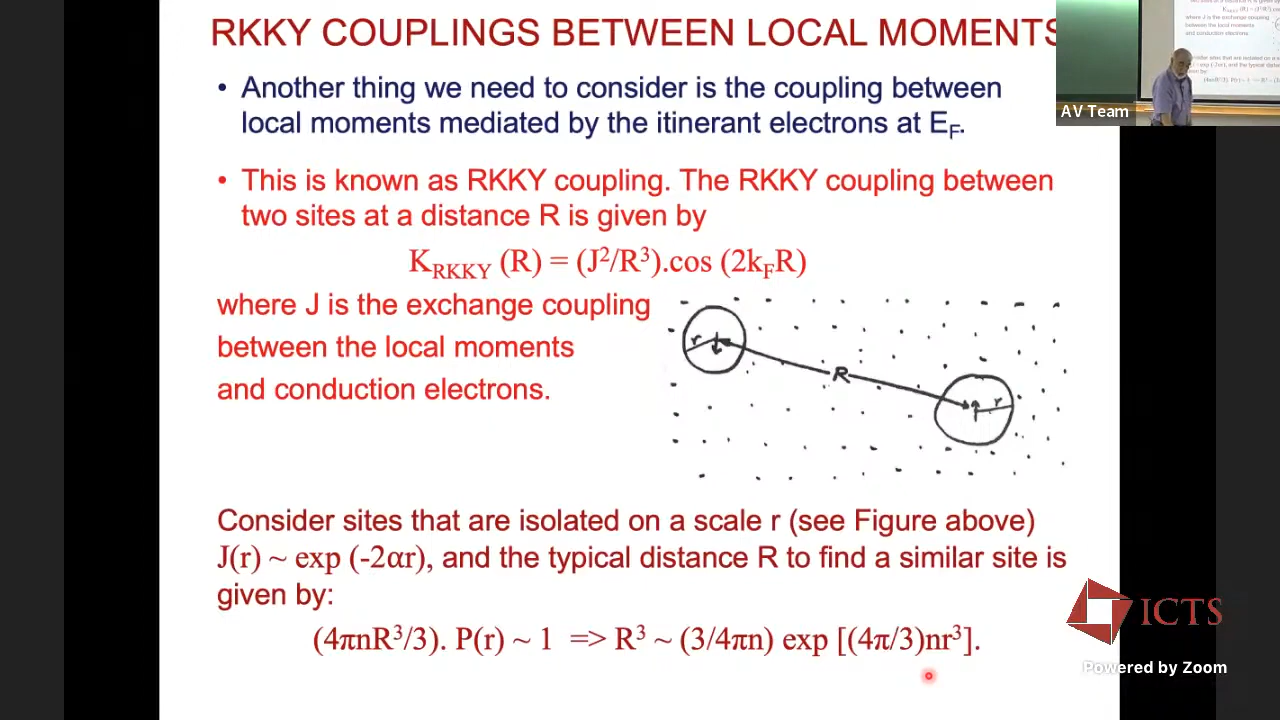 RKKY COUPLINGS BETWEEN LOCAL MOMENTS
• Another thing we need to consider is the coupling between
local moments mediated by the itinerant electrons at E_F.
• This is known as RKKY coupling. The RKKY coupling between
two sites at a distance R is given by
K_RKKY (R) = (J²/R³).cos (2k_FR)
where J is the exchange coupling
between the local moments
and conduction electrons.
r
R
r
Consider sites that are isolated on a scale r (see Figure above)
J(r) ~ exp (-2αr), and the typical distance R to find a similar site is
given by:
(4πnR³/3). P(r) ~ 1 => R³ ~ (3/4πn) exp [(4π/3)nr³].
AV Team
ICTS
Powered by Zoom